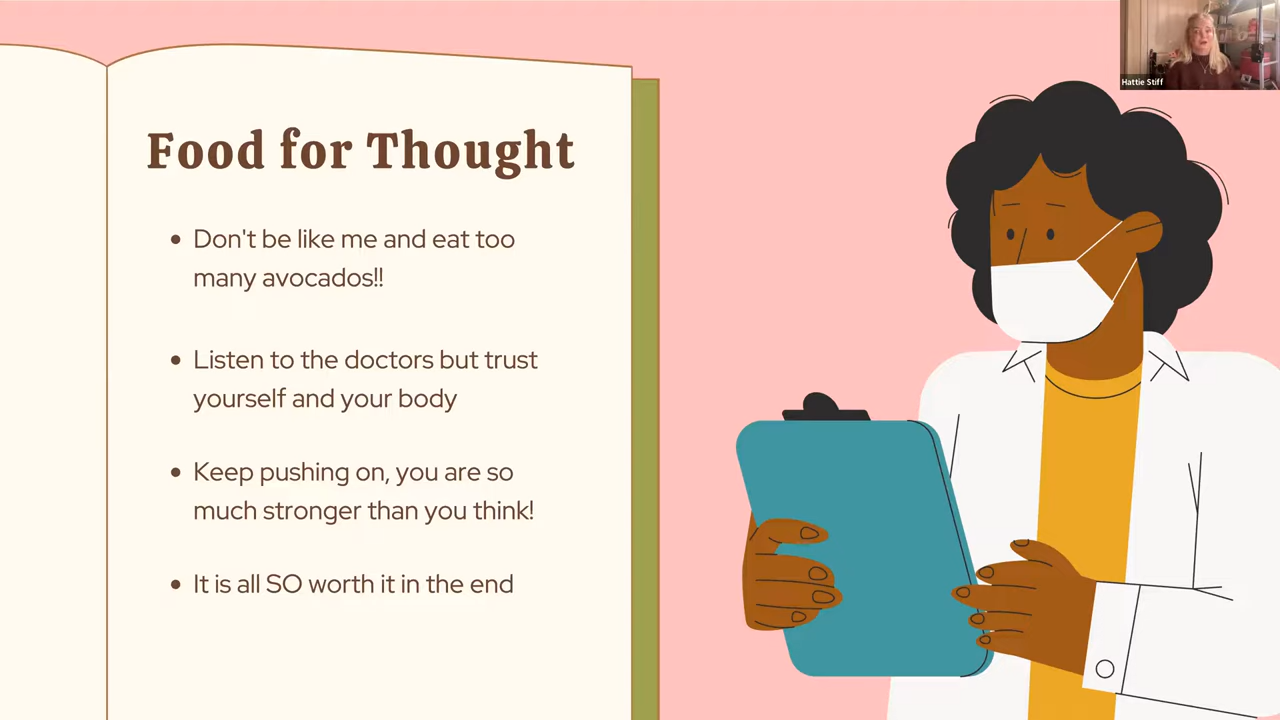 Hattie Stiff
Food for Thought
Don't be like me and eat too
many avocados!!
Listen to the doctors but trust
yourself and your body
Keep pushing on, you are so
much stronger than you think!
It is all SO worth it in the end